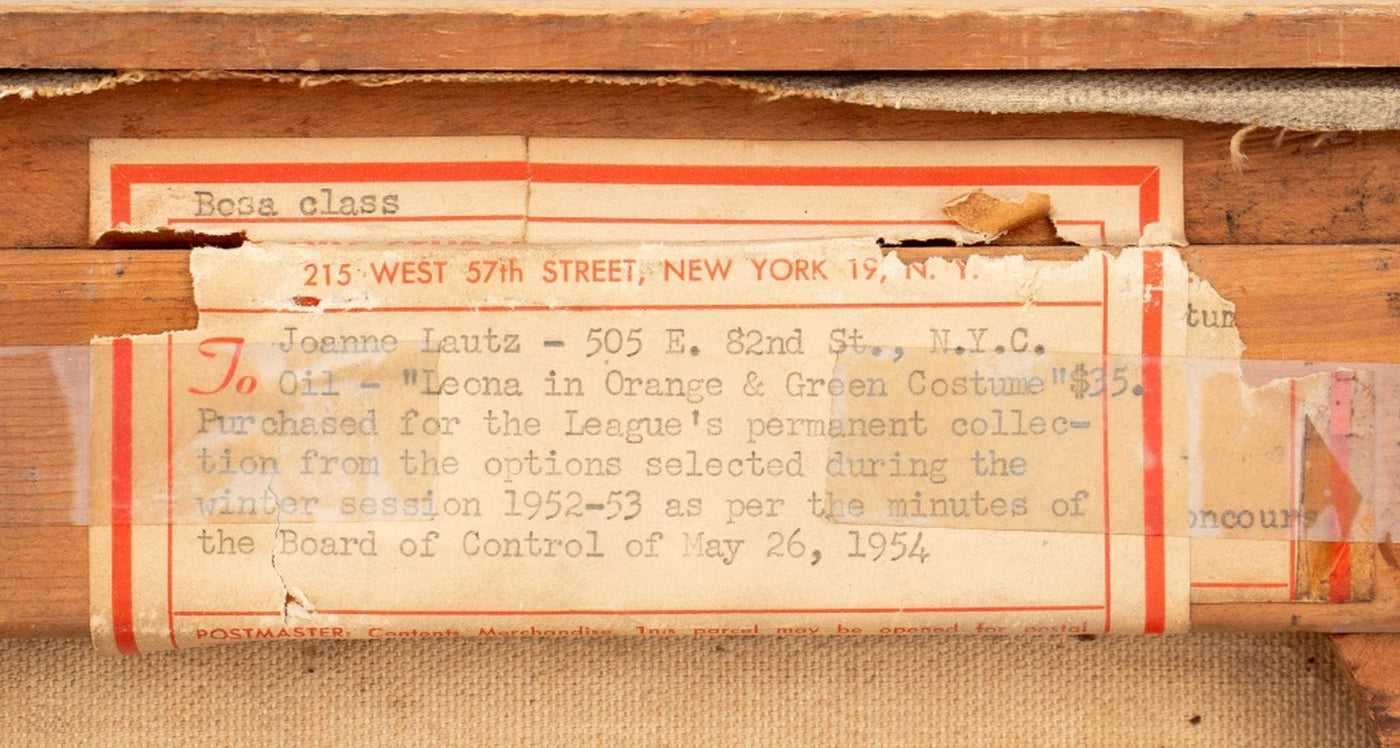 Bosa class
215 WEST 57th STREET, NEW YORK 19, N. Y.
To Joanne Lautz - 505 E. 82nd St., N.Y.C.
Oil - "Leona in Orange & Green Costume"$35.
Purchased for the League's permanent collec-
tion from the options selected during the
winter session 1952-53 as per the minutes of
the Board of Control of May 26, 1954
POSTMASTER: Contents Merchandise. This parcel may be opened for postal
tum
oncours